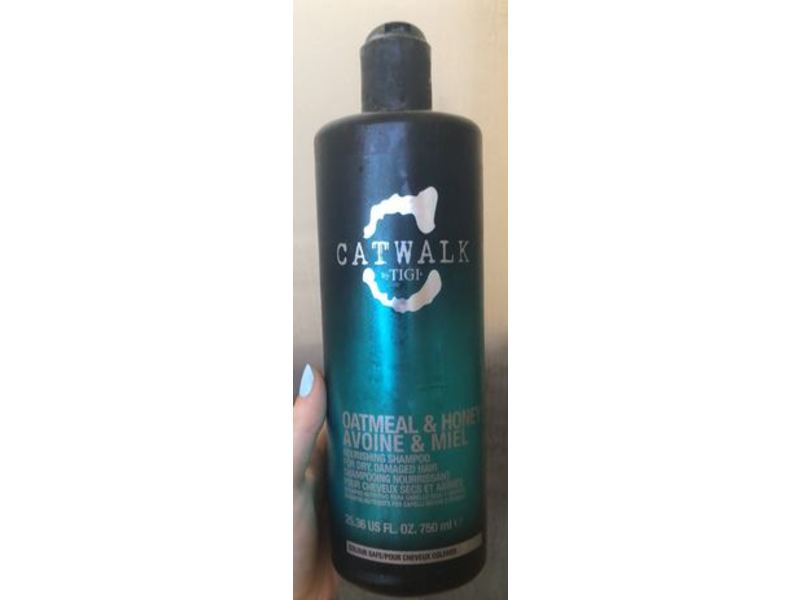 CATWALK
by TIGI
OATMEAL & HONEY
AVOINE & MIEL
NOURISHING SHAMPOO
FOR DRY, DAMAGED HAIR
SHAMPOOING NOURRISSANT
POUR CHEVEUX SECS ET ABÎMÉS
25.36 US FL. OZ. 750 ml e
COLOUR SAFE/POUR CHEVEUX COLORÉS